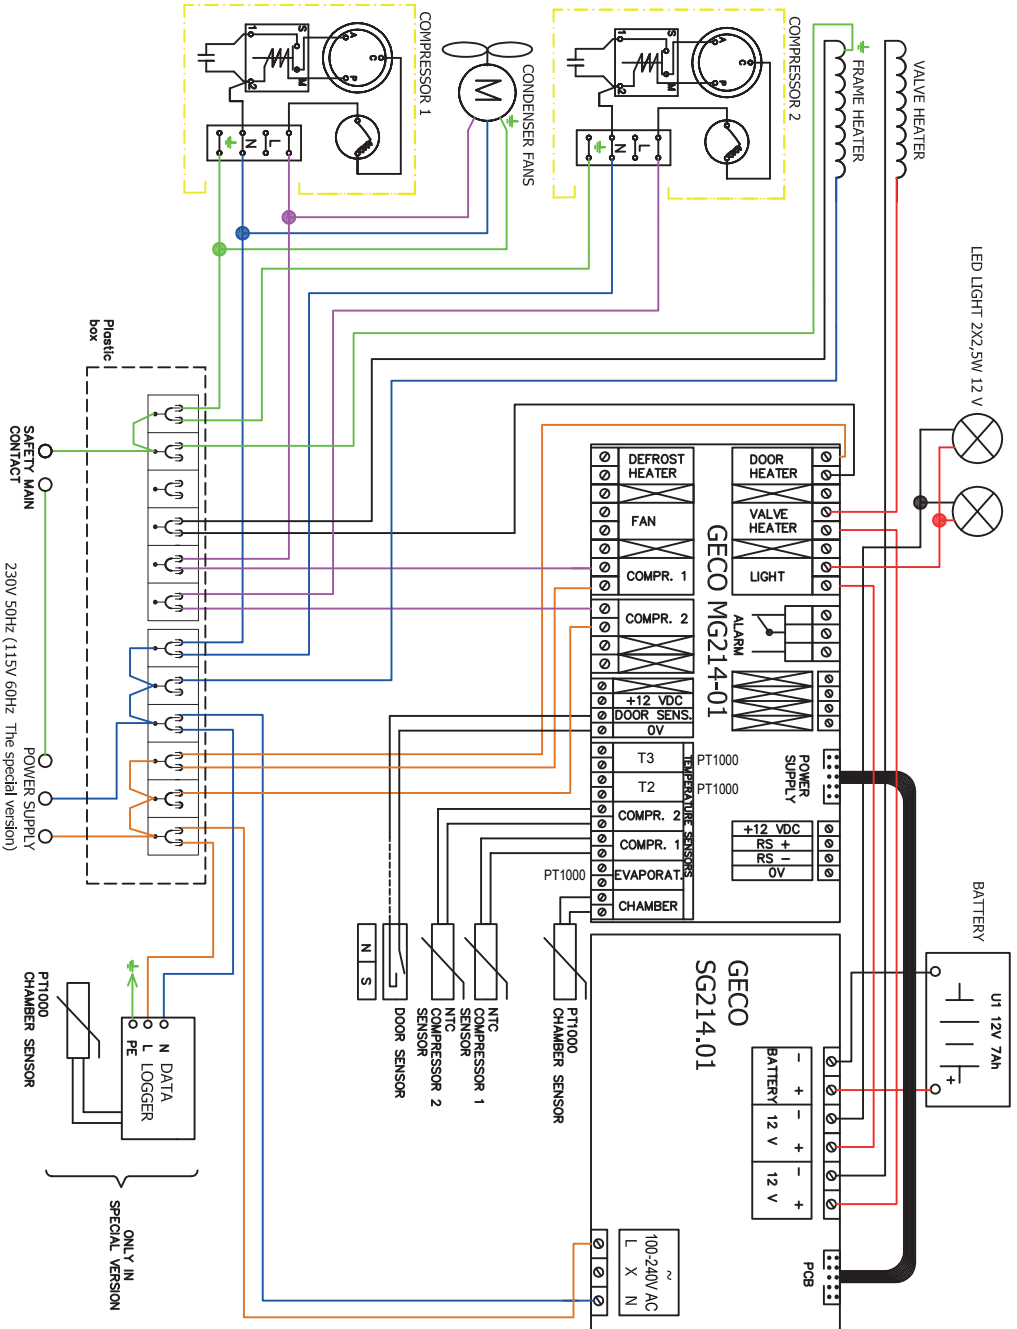 COMPRESSOR 1
S
A
C
1
M
2
P
L
N
CONDENSER FANS
M
COMPRESSOR 2
S
A
C
1
M
2
P
L
N
FRAME HEATER
VALVE HEATER
LED LIGHT 2X2,5W 12 V
Plastic
box
SAFETY MAIN
CONTACT
230V 50Hz (115V 60Hz The special version)
POWER SUPPLY
GECO MG214-01
DEFROST
HEATER
FAN
COMPR. 1
COMPR. 2
+12 VDC
DOOR SENS.
0V
T3
T2
COMPR. 2
COMPR. 1
EVAPORAT.
CHAMBER
TEMPERATURE SENSORS
PT1000
PT1000
PT1000
DOOR
HEATER
VALVE
HEATER
LIGHT
ALARM
POWER
SUPPLY
+12 VDC
RS +
RS -
0V
BATTERY
U1 12V 7Ah
+
GECO
SG214.01
- +
BATTERY
- +
12 V
- +
12 V
PCB
~
100-240V AC
L X N
N S
DOOR SENSOR
NTC
COMPRESSOR 2
SENSOR
NTC
COMPRESSOR 1
SENSOR
PT1000
CHAMBER SENSOR
N
L
PE
DATA
LOGGER
PT1000
CHAMBER SENSOR
ONLY IN
SPECIAL VERSION